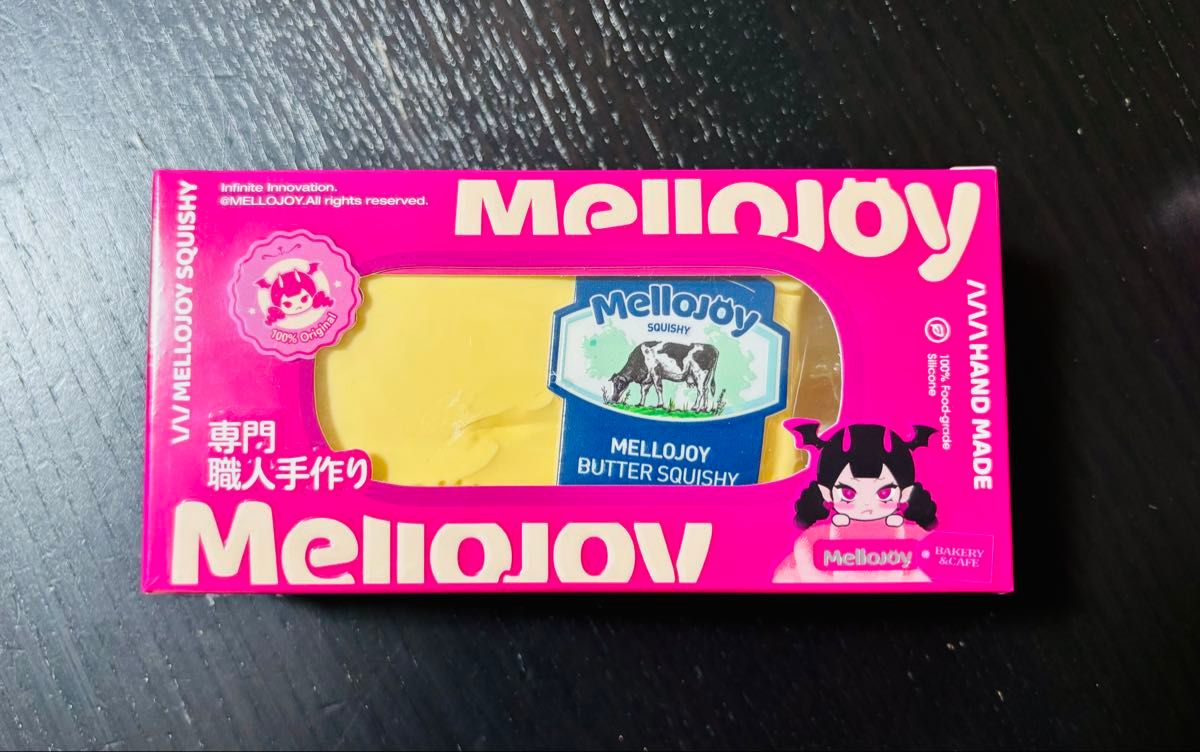 Infinite Innovation.
@MELLOJOY.All rights reserved.
Mellojoy
MELLOJOY SQUISHY
100% Original
Mellojoy
SQUISHY
MELLOJOY
BUTTER SQUISHY
HAND MADE
100% Food-grade
Silicone
専門
職人手作り
Mellojoy
Mellojoy
BAKERY
&CAFE